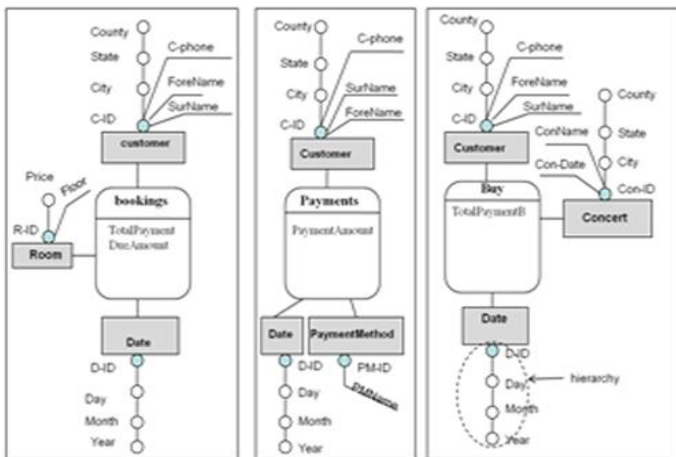 County
State
C-phone
City
ForeName
SurName
C-ID
customer
Price
Floor
bookings
R-ID
TotalPayment
DueAmount
Room
Date
D-ID
Day
Month
Year
County
C-phone
State
City
SurName
ForeName
C-ID
Customer
Payments
PaymentAmount
Date
PaymentMethod
D-ID
PM-ID
Day
PMName
Month
Year
County
C-phone
State
ForeName
City
SurName
County
C-ID
ConName
State
Customer
Con-Date
City
Buy
Con-ID
TotalPaymentB
Concert
Date
D-ID
Day
hierarchy
Month
Year